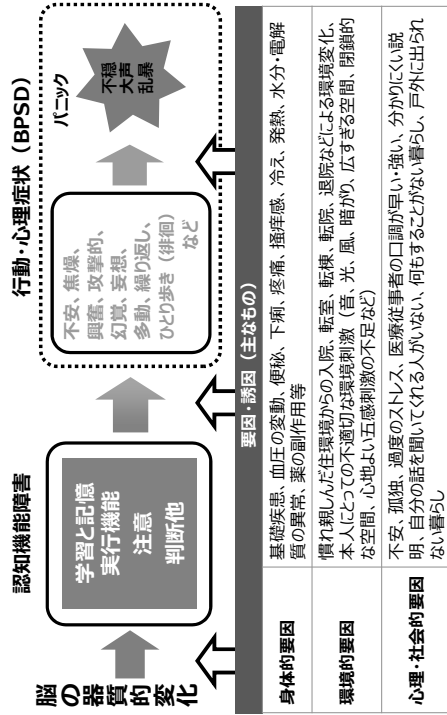 脳の器質的変化
認知機能障害
学習と記憶
実行機能
注意
判断他
行動・心理症状（BPSD）
不安、焦燥、
興奮、攻撃的、
幻覚、妄想、
多動、繰り返し、
ひとり歩き（徘徊）
など
パニック
不穏
大声
乱暴
要因・誘因（主なもの）
身体的要因
基礎疾患、血圧の変動、便秘、下痢、疼痛、掻痒感、冷え、発熱、水分・電解
質の異常、薬の副作用等
環境的要因
慣れ親しんだ住環境からの入院、転室、転棟、転院、退院などによる環境変化、
本人にとっての不適切な環境刺激（音、光、風、暗がり、広すぎる空間、閉鎖的
な空間、心地よい五感刺激の不足など）
心理・社会的要因
不安、孤独、過度のストレス、医療従事者の口調が早い・強い、分かりにくい説
明、自分の話を聞いてくれる人がいない、何もすることがない暮らし、戸外に出られ
ない暮らし